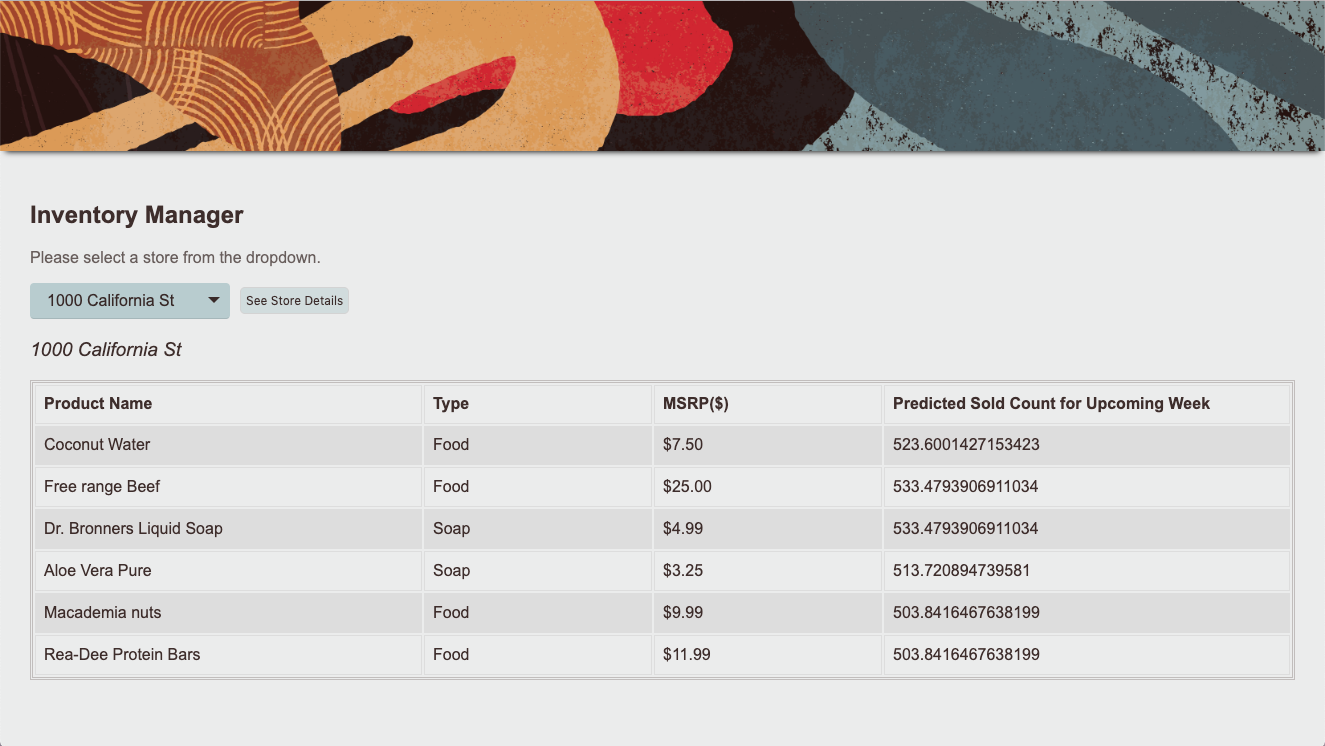 Inventory Manager
Please select a store from the dropdown.
1000 California St See Store Details
1000 California St
Product Name Type MSRP($) Predicted Sold Count for Upcoming Week
Coconut Water Food $7.50 523.6001427153423
Free range Beef Food $25.00 533.4793906911034
Dr. Bronners Liquid Soap Soap $4.99 533.4793906911034
Aloe Vera Pure Soap $3.25 513.720894739581
Macademia nuts Food $9.99 503.8416467638199
Rea-Dee Protein Bars Food $11.99 503.8416467638199